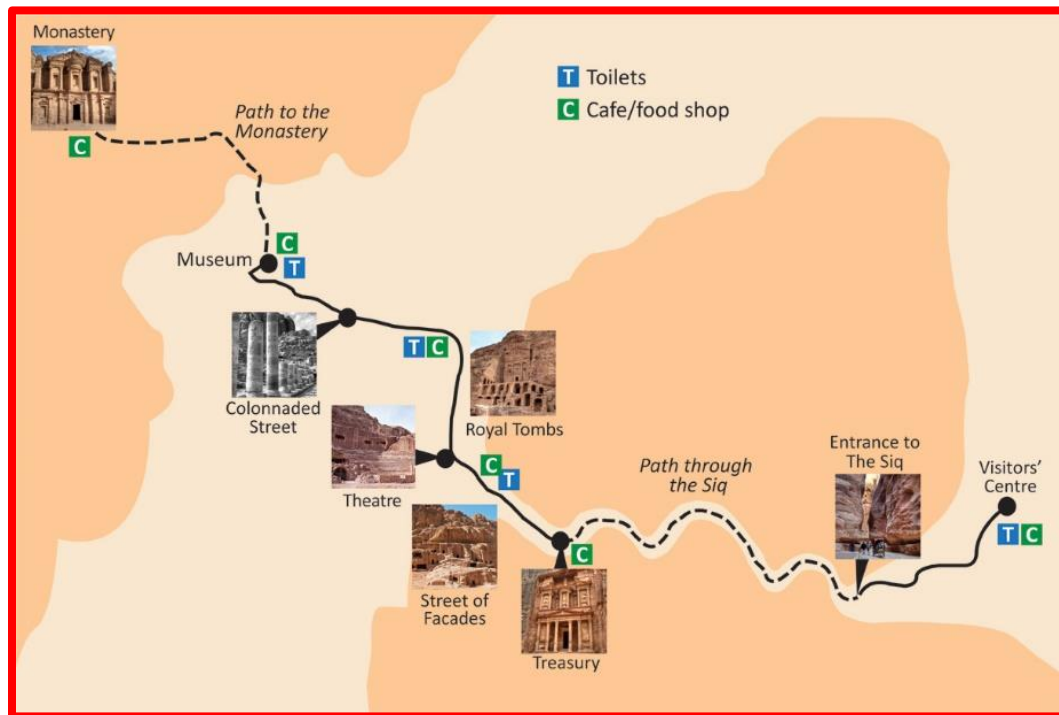 Monastery
C
Path to the
Monastery
T Toilets
C Cafe/food shop
Museum
C
T
Colonnaded
Street
T C
Royal Tombs
Theatre
C
T
Path through
the Siq
Entrance to
The Siq
Visitors'
Centre
T C
Street of
Facades
C
Treasury